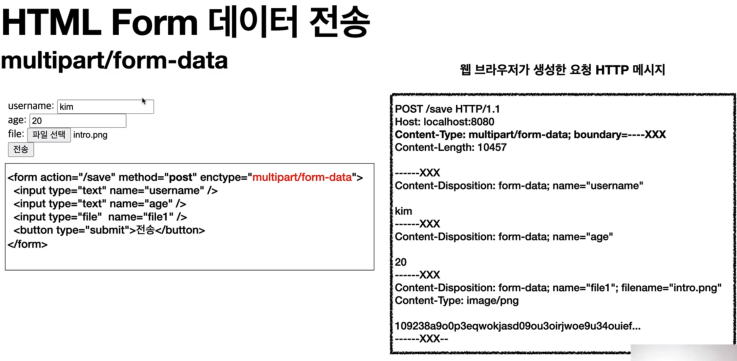 HTML Form 데이터 전송
multipart/form-data
username: kim
age: 20
file: 파일 선택 intro.png
전송
<form action="/save" method="post" enctype="multipart/form-data">
<input type="text" name="username" />
<input type="text" name="age" />
<input type="file" name="file1" />
<button type="submit">전송</button>
</form>
웹 브라우저가 생성한 요청 HTTP 메시지
POST /save HTTP/1.1
Host: localhost:8080
Content-Type: multipart/form-data; boundary=----XXX
Content-Length: 10457
------XXX
Content-Disposition: form-data; name="username"
kim
------XXX
Content-Disposition: form-data; name="age"
20
------XXX
Content-Disposition: form-data; name="file1"; filename="intro.png"
Content-Type: image/png
109238a9o0p3eqwokjasd09ou3oirjwoe9u34ouief...
------XXX--